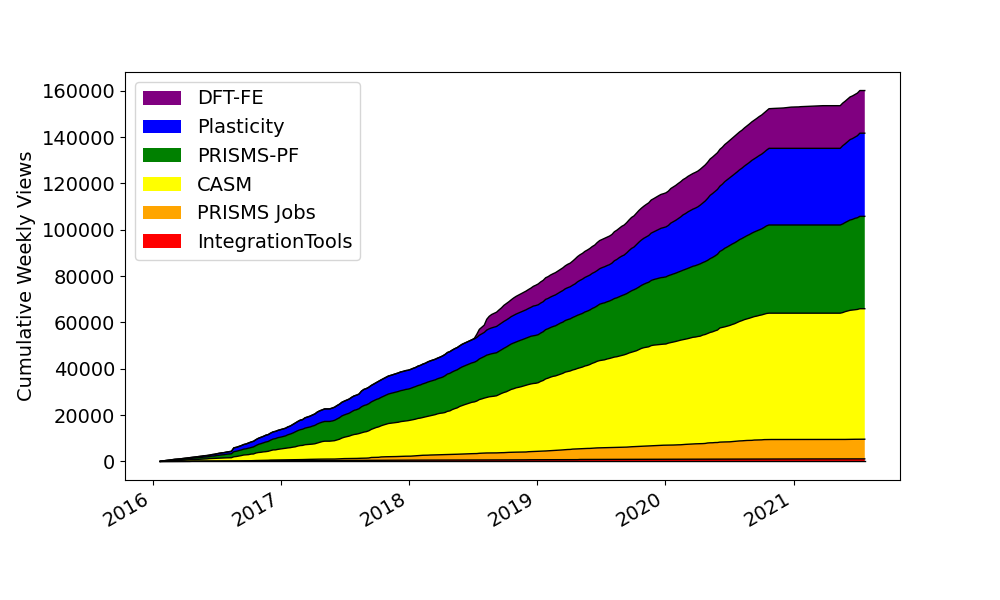 160000
140000
120000
100000
80000
60000
40000
20000
0
Cumulative Weekly Views
DFT-FE
Plasticity
PRISMS-PF
CASM
PRISMS Jobs
IntegrationTools
2016
2017
2018
2019
2020
2021